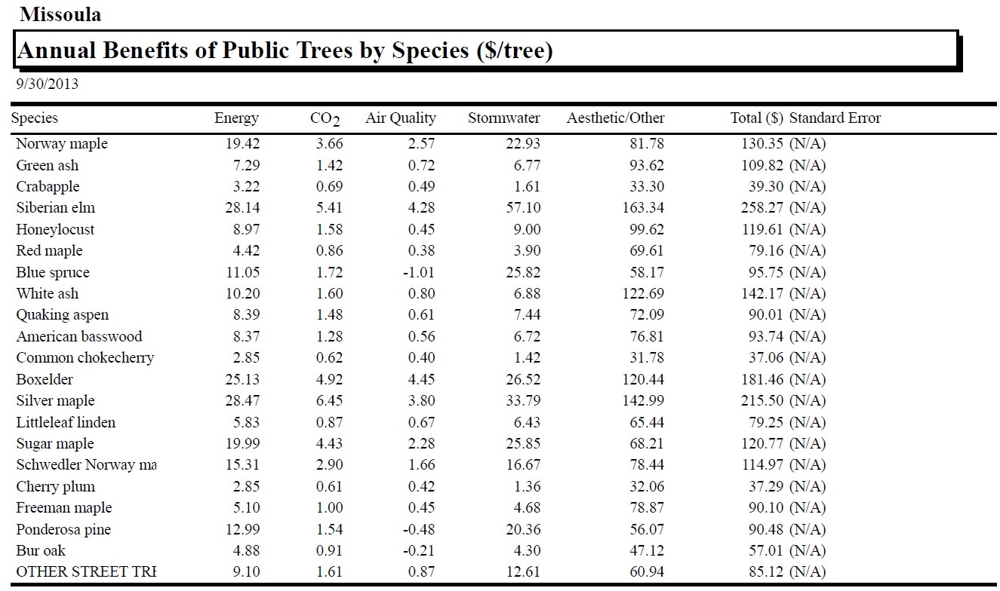 Missoula
Annual Benefits of Public Trees by Species ($/tree)
9/30/2013
Species Energy CO2 Air Quality Stormwater Aesthetic/Other Total ($) Standard Error
Norway maple 19.42 3.66 2.57 22.93 81.78 130.35 (N/A)
Green ash 7.29 1.42 0.72 6.77 93.62 109.82 (N/A)
Crabapple 3.22 0.69 0.49 1.61 33.30 39.30 (N/A)
Siberian elm 28.14 5.41 4.28 57.10 163.34 258.27 (N/A)
Honeylocust 8.97 1.58 0.45 9.00 99.62 119.61 (N/A)
Red maple 4.42 0.86 0.38 3.90 69.61 79.16 (N/A)
Blue spruce 11.05 1.72 -1.01 25.82 58.17 95.75 (N/A)
White ash 10.20 1.60 0.80 6.88 122.69 142.17 (N/A)
Quaking aspen 8.39 1.48 0.61 7.44 72.09 90.01 (N/A)
American basswood 8.37 1.28 0.56 6.72 76.81 93.74 (N/A)
Common chokecherry 2.85 0.62 0.40 1.42 31.78 37.06 (N/A)
Boxelder 25.13 4.92 4.45 26.52 120.44 181.46 (N/A)
Silver maple 28.47 6.45 3.80 33.79 142.99 215.50 (N/A)
Littleleaf linden 5.83 0.87 0.67 6.43 65.44 79.25 (N/A)
Sugar maple 19.99 4.43 2.28 25.85 68.21 120.77 (N/A)
Schwedler Norway ma 15.31 2.90 1.66 16.67 78.44 114.97 (N/A)
Cherry plum 2.85 0.61 0.42 1.36 32.06 37.29 (N/A)
Freeman maple 5.10 1.00 0.45 4.68 78.87 90.10 (N/A)
Ponderosa pine 12.99 1.54 -0.48 20.36 56.07 90.48 (N/A)
Bur oak 4.88 0.91 -0.21 4.30 47.12 57.01 (N/A)
OTHER STREET TRE 9.10 1.61 0.87 12.61 60.94 85.12 (N/A)